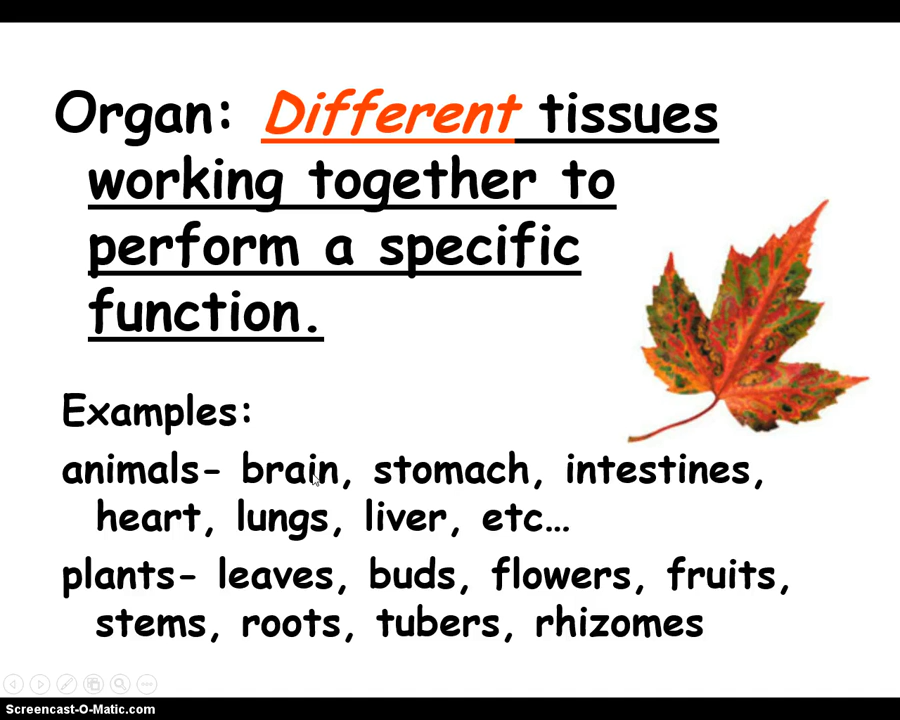 Organ: Different tissues
working together to
perform a specific
function.
Examples:
animals- brain, stomach, intestines,
heart, lungs, liver, etc…
plants- leaves, buds, flowers, fruits,
stems, roots, tubers, rhizomes
Screencast-O-Matic.com